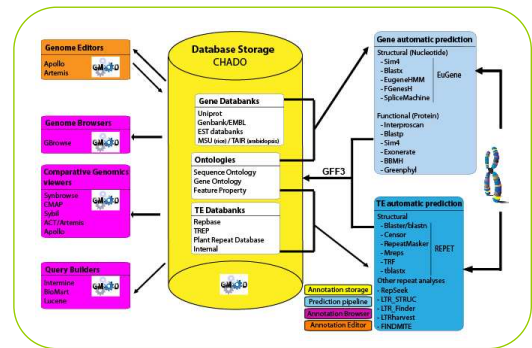 Genome Editors
Apollo
Artemis
GMOD
Genome Browsers
GBrowse
GMOD
Comparative Genomics
viewers
Synbrowse
CMAP
Sybil
ACT/Artemis
Apollo
GMOD
Query Builders
Intermine
BioMart
Lucene
GMOD
Database Storage
CHADO
Gene Databanks
Uniprot
Genbank/EMBL
EST databanks
MSU (rice) / TAIR (arabidopsis)
Ontologies
Sequence Ontology
Gene Ontology
Feature Property
TE Databanks
Repbase
TREP
Plant Repeat Database
Internal
GMOD
GFF3
Annotation storage
Prediction pipeline
Annotation Browser
Annotation Editor
Gene automatic prediction
Structural (Nucleotide)
- Sim4
- Blastx
- EugeneHMM
- FGenesH
- SpliceMachine
EuGene
Functional (Protein)
- Interproscan
- Blastp
- Sim4
- Exonerate
- BBMH
- Greenphyl
TE automatic prediction
Structural
- Blaster/blastn
- Censor
- RepeatMasker
- Mreps
- TRF
- tblastx
REPET
Other repeat analyses
- RepSeek
- LTR_STRUC
- LTR_Finder
- LTRharvest
- FINDMITE